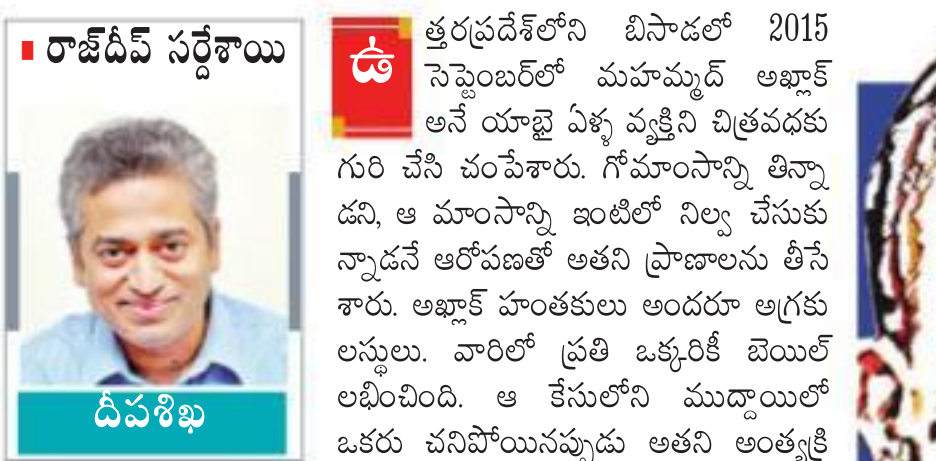 రాజ్‌దీప్ సర్దేశాయి
దీపశిఖ
ఉ
త్తరప్రదేశ్‌లోని బిసాడలో 2015
సెప్టెంబర్‌లో మహమ్మద్ అఖ్లాక్
అనే యాభై ఏళ్ళ వ్యక్తిని చిత్రవధకు
గురి చేసి చంపేశారు. గోమాంసాన్ని తిన్నా
డని, ఆ మాంసాన్ని ఇంటిలో నిల్వ చేసుకు
న్నాడనే ఆరోపణతో అతని ప్రాణాలను తీసే
శారు. అఖ్లాక్ హంతకులు అందరూ అగ్రకు
లస్థులు. వారిలో ప్రతి ఒక్కరికీ బెయిల్
లభించింది. ఆ కేసులోని ముద్దాయిలో
ఒకరు చనిపోయినప్పుడు అతని అంత్యక్రి